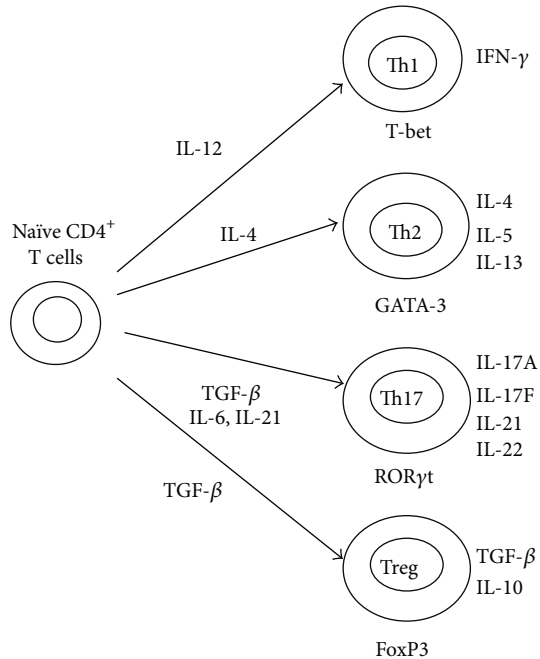 Naïve CD4⁺
T cells
IL-12
Th1
IFN-γ
T-bet
IL-4
Th2
IL-4
IL-5
IL-13
GATA-3
TGF-β
IL-6, IL-21
Th17
IL-17A
IL-17F
IL-21
IL-22
RORγt
TGF-β
Treg
TGF-β
IL-10
FoxP3